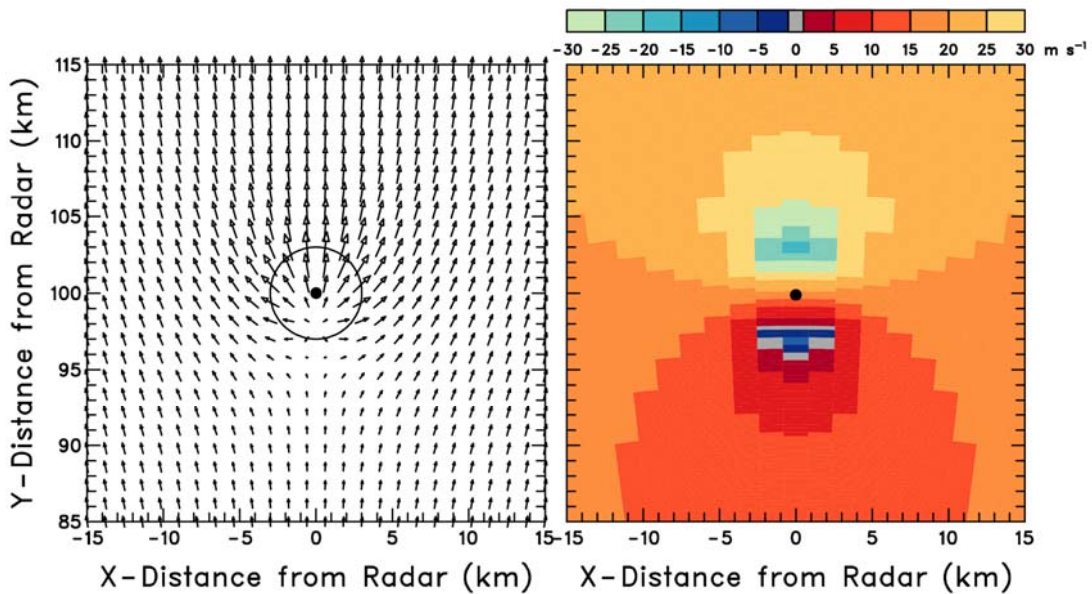 -30 -25 -20 -15 -10 -5 0 5 10 15 20 25 30 m s⁻¹
Y-Distance from Radar (km)
115
110
105
100
95
90
85
-15 -10 -5 0 5 10 15
-15 -10 -5 0 5 10 15
X-Distance from Radar (km)
X-Distance from Radar (km)